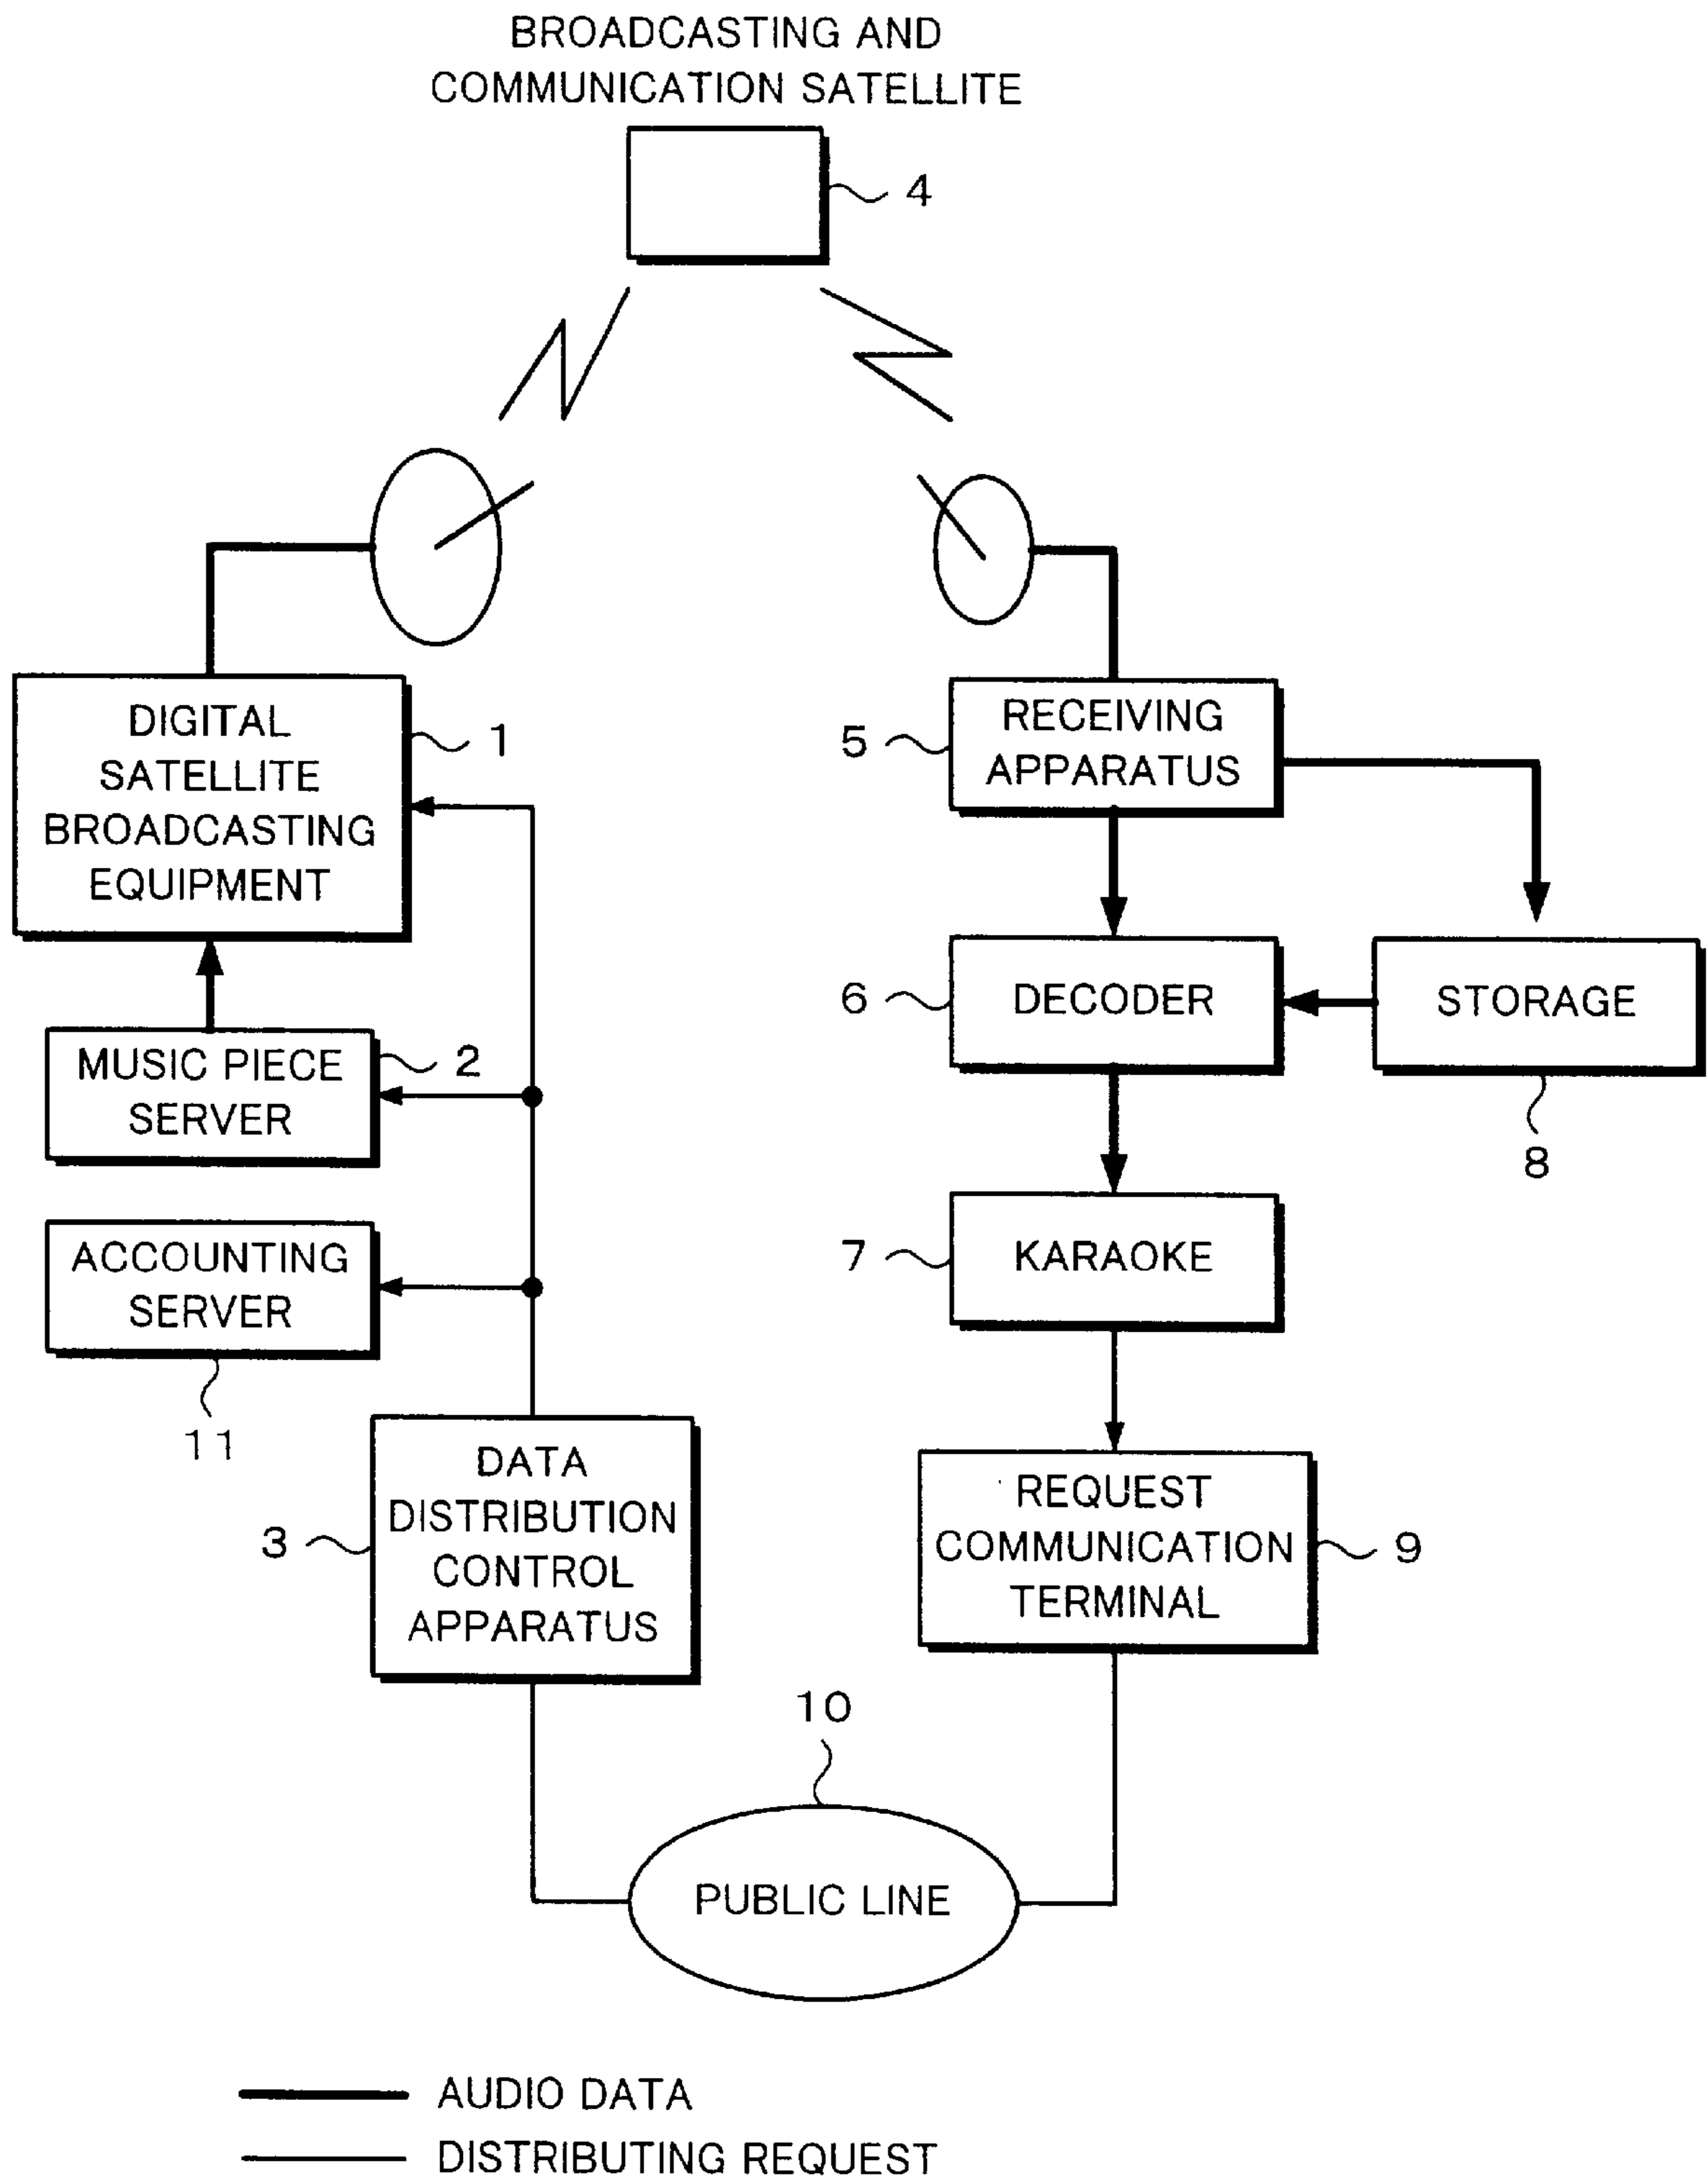 BROADCASTING AND
COMMUNICATION SATELLITE
4
DIGITAL
SATELLITE
BROADCASTING
EQUIPMENT
1
RECEIVING
APPARATUS
5
MUSIC PIECE
SERVER
2
DECODER
6
STORAGE
8
ACCOUNTING
SERVER
11
KARAOKE
7
DATA
DISTRIBUTION
CONTROL
APPARATUS
3
REQUEST
COMMUNICATION
TERMINAL
9
10
PUBLIC LINE
AUDIO DATA
DISTRIBUTING REQUEST